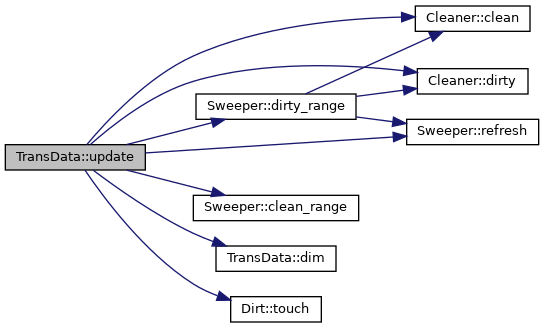 Cleaner::clean
Cleaner::dirty
Sweeper::dirty_range
Sweeper::refresh
TransData::update
Sweeper::clean_range
TransData::dim
Dirt::touch